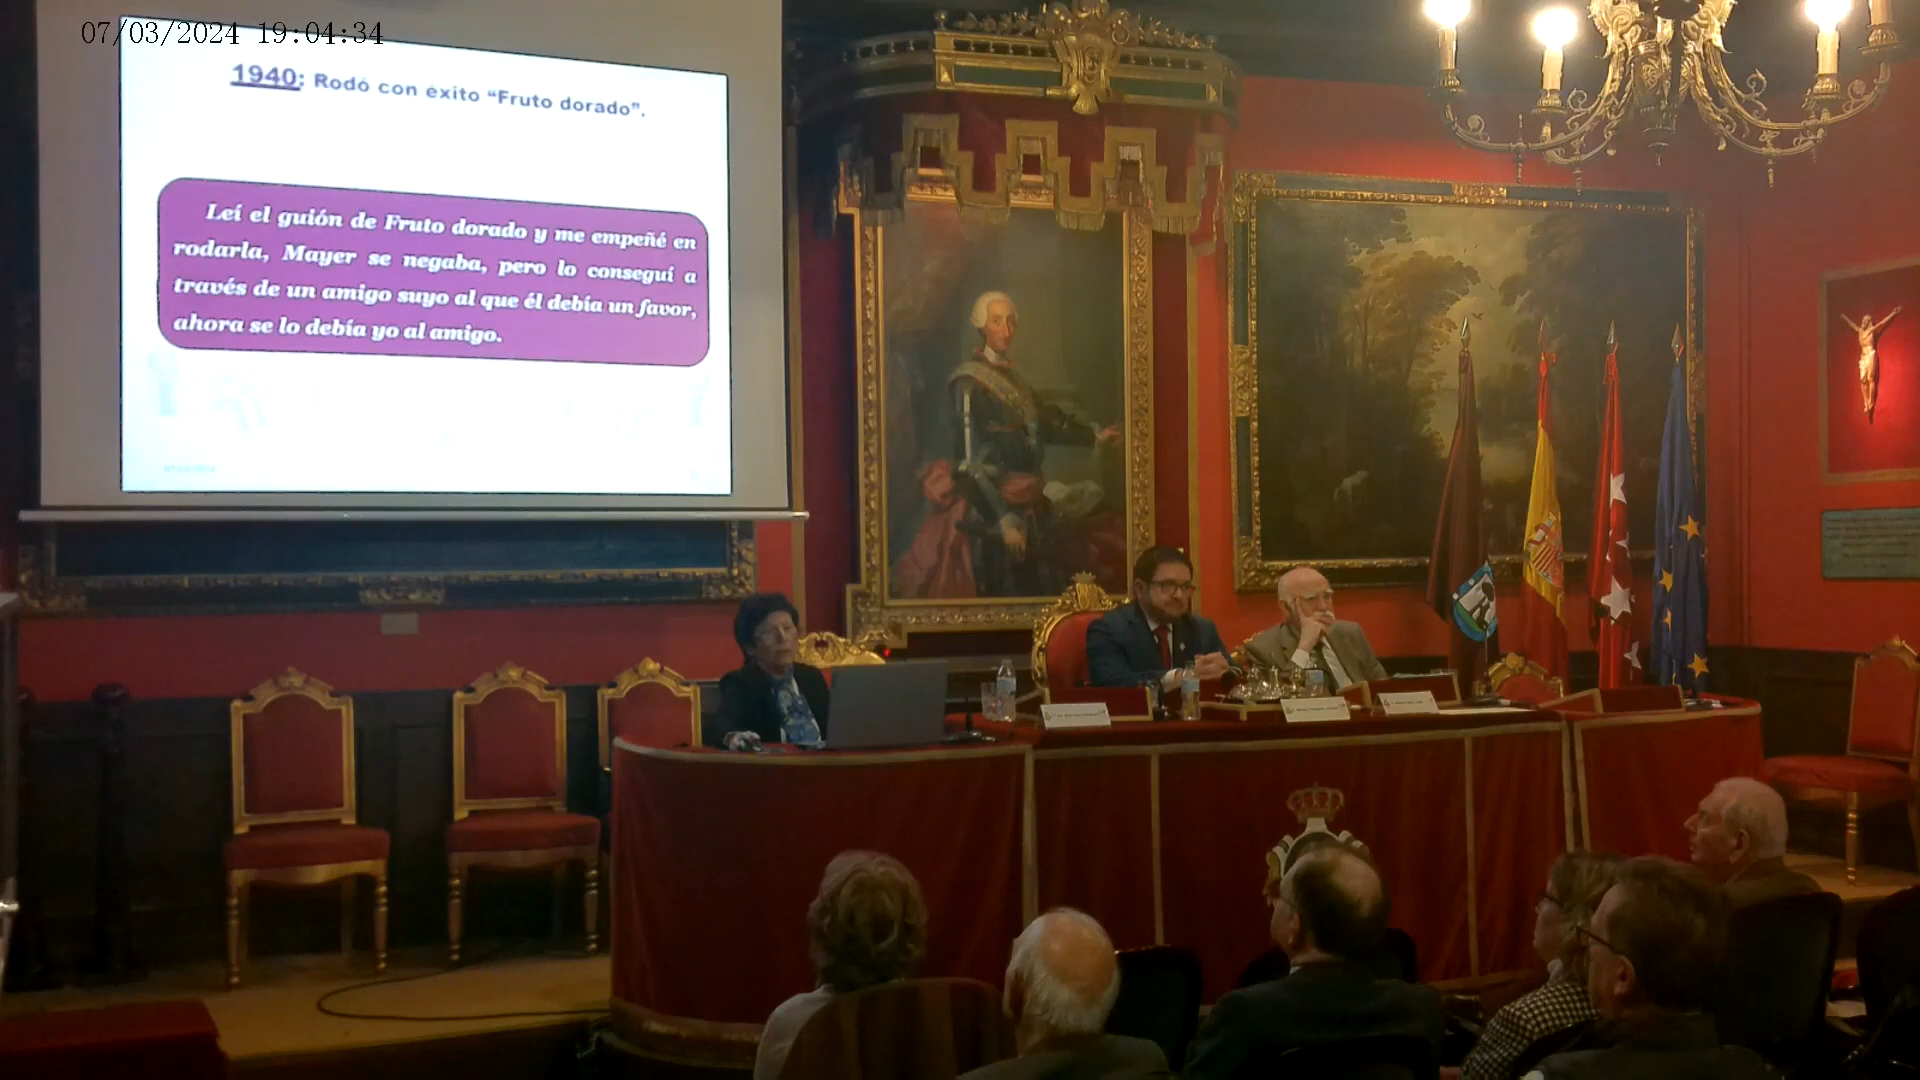 07/03/2024 19:04:34
1940: Rodó con éxito “Fruto dorado”.
Leí el guión de Fruto dorado y me empeñé en
rodarla, Mayer se negaba, pero lo conseguí a
través de un amigo suyo al que él debía un favor,
ahora se lo debía yo al amigo.